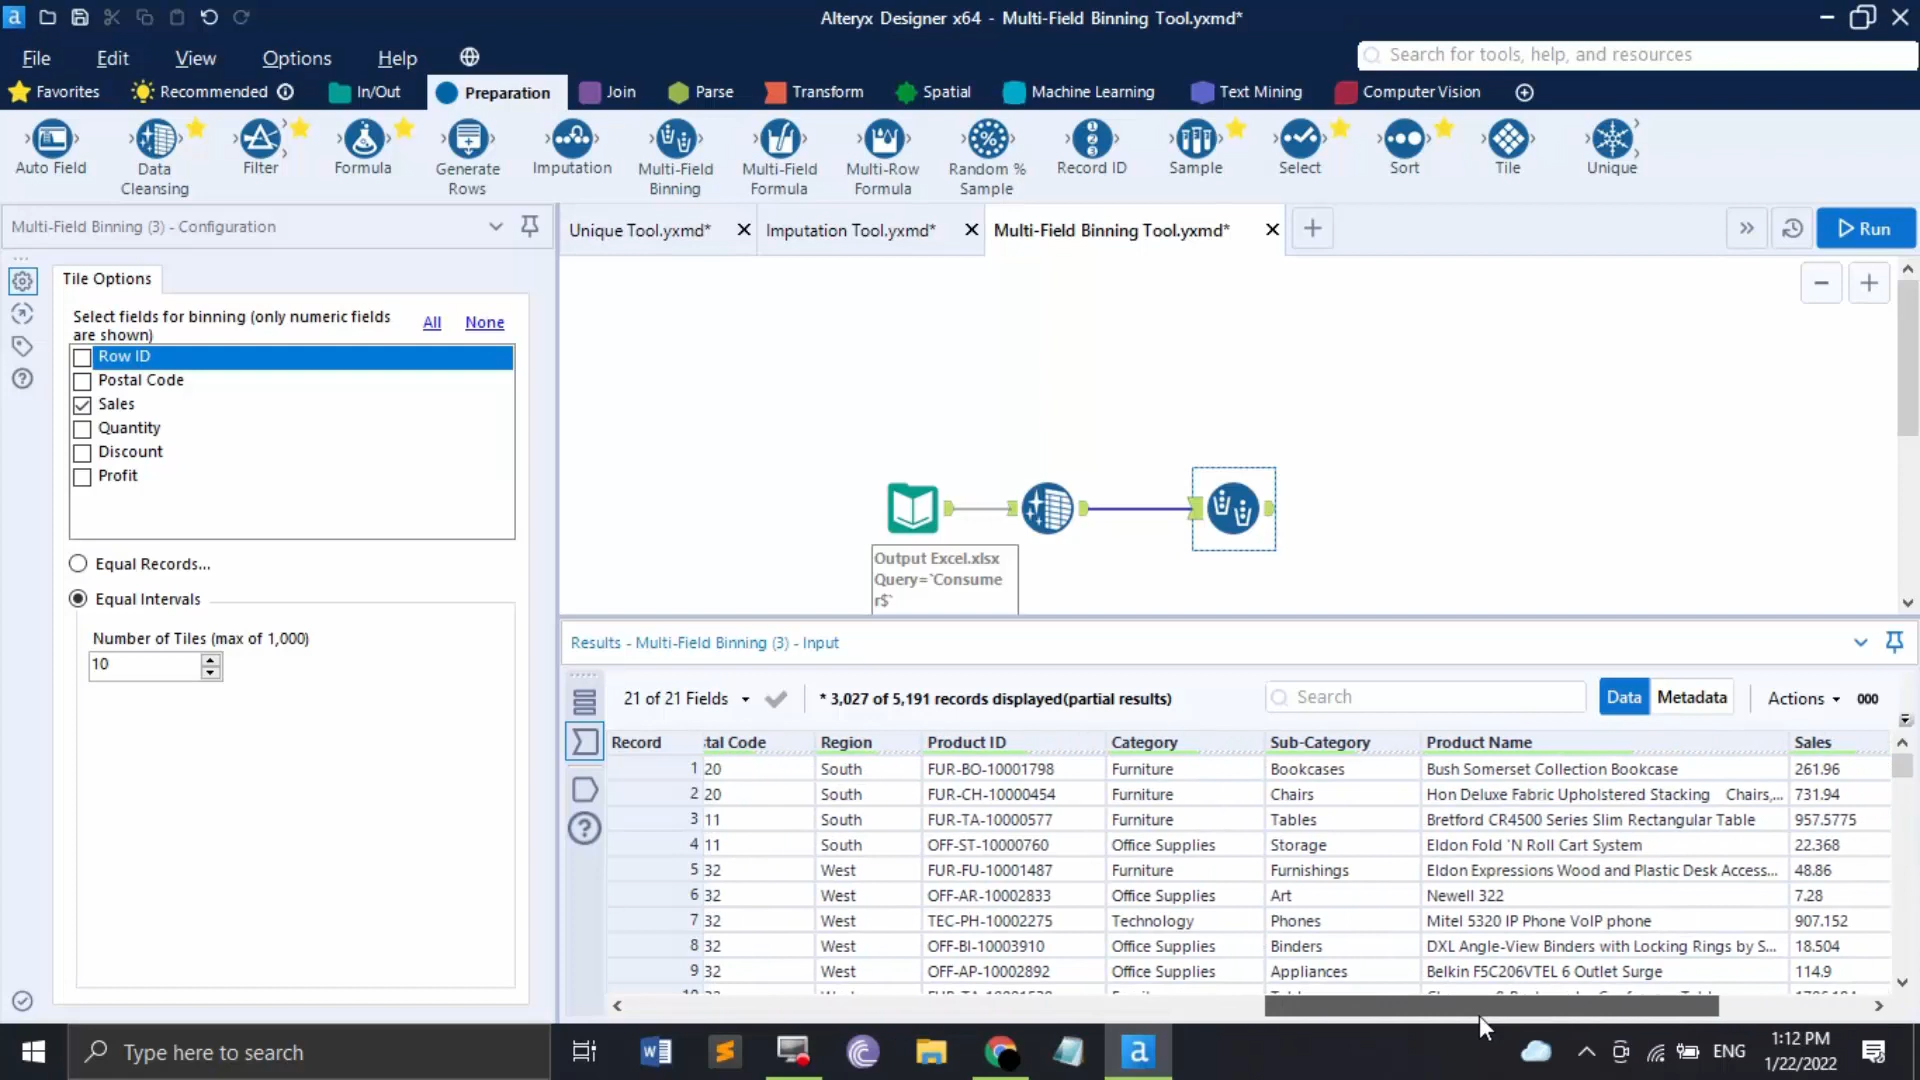 Alteryx Designer x64 - Multi-Field Binning Tool.yxmd*
File Edit View Options Help
Search for tools, help, and resources
Favorites Recommended In/Out Preparation Join Parse Transform Spatial Machine Learning Text Mining Computer Vision
Auto Field
Data
Cleansing
Filter
Formula
Generate
Rows
Imputation
Multi-Field
Binning
Multi-Field
Formula
Multi-Row
Formula
Random %
Sample
Record ID
Sample
Select
Sort
Tile
Unique
Multi-Field Binning (3) - Configuration
Unique Tool.yxmd* Imputation Tool.yxmd* Multi-Field Binning Tool.yxmd*
Run
Tile Options
Select fields for binning (only numeric fields
are shown)
All None
Row ID
Postal Code
Sales
Quantity
Discount
Profit
Equal Records...
Equal Intervals
Number of Tiles (max of 1,000)
10
Output Excel.xlsx
Query=`Consume
r$`
Results - Multi-Field Binning (3) - Input
21 of 21 Fields * 3,027 of 5,191 records displayed(partial results) Search Data Metadata Actions 000
Record tal Code Region Product ID Category Sub-Category Product Name Sales
1 20 South FUR-BO-10001798 Furniture Bookcases Bush Somerset Collection Bookcase 261.96
2 20 South FUR-CH-10000454 Furniture Chairs Hon Deluxe Fabric Upholstered Stacking Chairs,... 731.94
3 11 South FUR-TA-10000577 Furniture Tables Bretford CR4500 Series Slim Rectangular Table 957.5775
4 11 South OFF-ST-10000760 Office Supplies Storage Eldon Fold 'N Roll Cart System 22.368
5 32 West FUR-FU-10001487 Furniture Furnishings Eldon Expressions Wood and Plastic Desk Access... 48.86
6 32 West OFF-AR-10002833 Office Supplies Art Newell 322 7.28
7 32 West TEC-PH-10002275 Technology Phones Mitel 5320 IP Phone VoIP phone 907.152
8 32 West OFF-BI-10003910 Office Supplies Binders DXL Angle-View Binders with Locking Rings by S... 18.504
9 32 West OFF-AP-10002892 Office Supplies Appliances Belkin F5C206VTEL 6 Outlet Surge 114.9
Type here to search
ENG
1:12 PM
1/22/2022